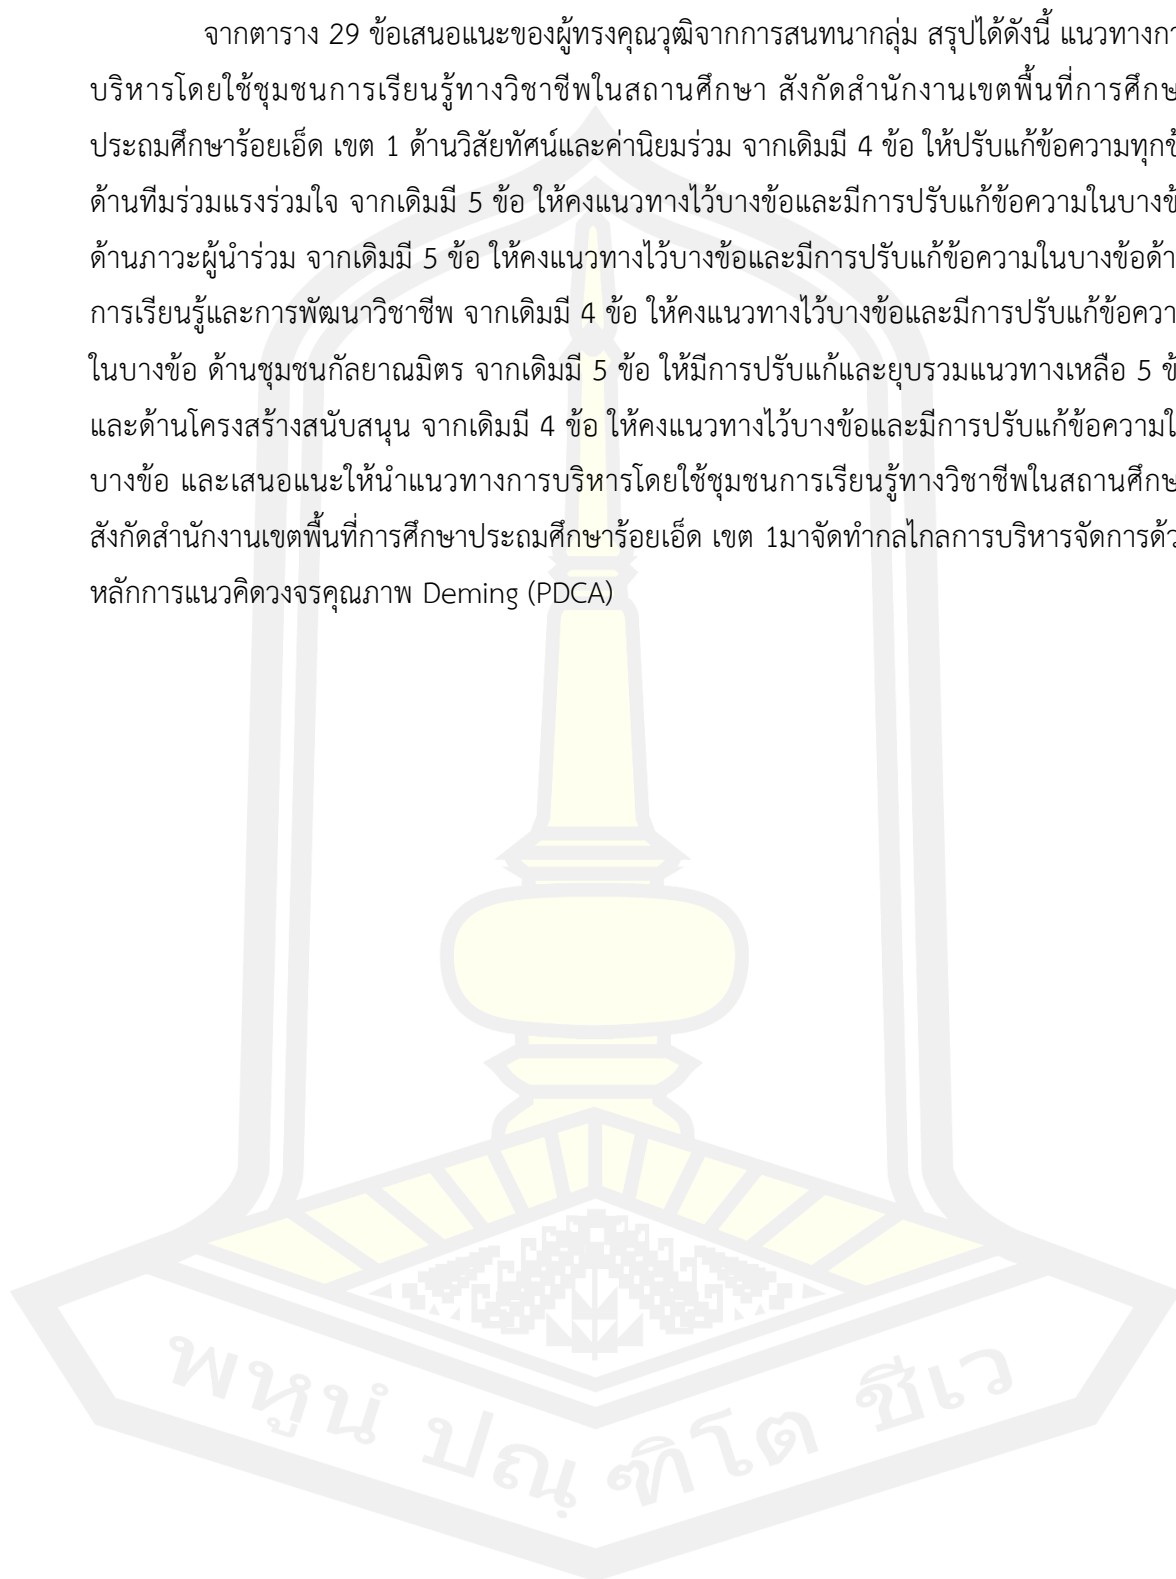 จากตาราง 29 ข้อเสนอแนะของผู้ทรงคุณวุฒิจากการสนทนากลุ่ม สรุปได้ดังนี้ แนวทางกา
บริหารโดยใช้ชุมชนการเรียนรู้ทางวิชาชีพในสถานศึกษา สังกัดสำนักงานเขตพื้นที่การศึกษ
ประถมศึกษาร้อยเอ็ด เขต 1 ด้านวิสัยทัศน์และค่านิยมร่วม จากเดิมมี 4 ข้อ ให้ปรับแก้ข้อความทุกข้
ด้านทีมร่วมแรงร่วมใจ จากเดิมมี 5 ข้อ ให้คงแนวทางไว้บางข้อและมีการปรับแก้ข้อความในบางข้
ด้านภาวะผู้นำร่วม จากเดิมมี 5 ข้อ ให้คงแนวทางไว้บางข้อและมีการปรับแก้ข้อความในบางข้อด้า
การเรียนรู้และการพัฒนาวิชาชีพ จากเดิมมี 4 ข้อ ให้คงแนวทางไว้บางข้อและมีการปรับแก้ข้อควา
ในบางข้อ ด้านชุมชนกัลยาณมิตร จากเดิมมี 5 ข้อ ให้มีการปรับแก้และยุบรวมแนวทางเหลือ 5 ข้
และด้านโครงสร้างสนับสนุน จากเดิมมี 4 ข้อ ให้คงแนวทางไว้บางข้อและมีการปรับแก้ข้อความใ
บางข้อ และเสนอแนะให้นำแนวทางการบริหารโดยใช้ชุมชนการเรียนรู้ทางวิชาชีพในสถานศึกษ
สังกัดสำนักงานเขตพื้นที่การศึกษาประถมศึกษาร้อยเอ็ด เขต 1มาจัดทำกลไกลการบริหารจัดการด้ว
หลักการแนวคิดวงจรคุณภาพ Deming (PDCA)
พหูนํ ปณฺฑิโต ชีเว